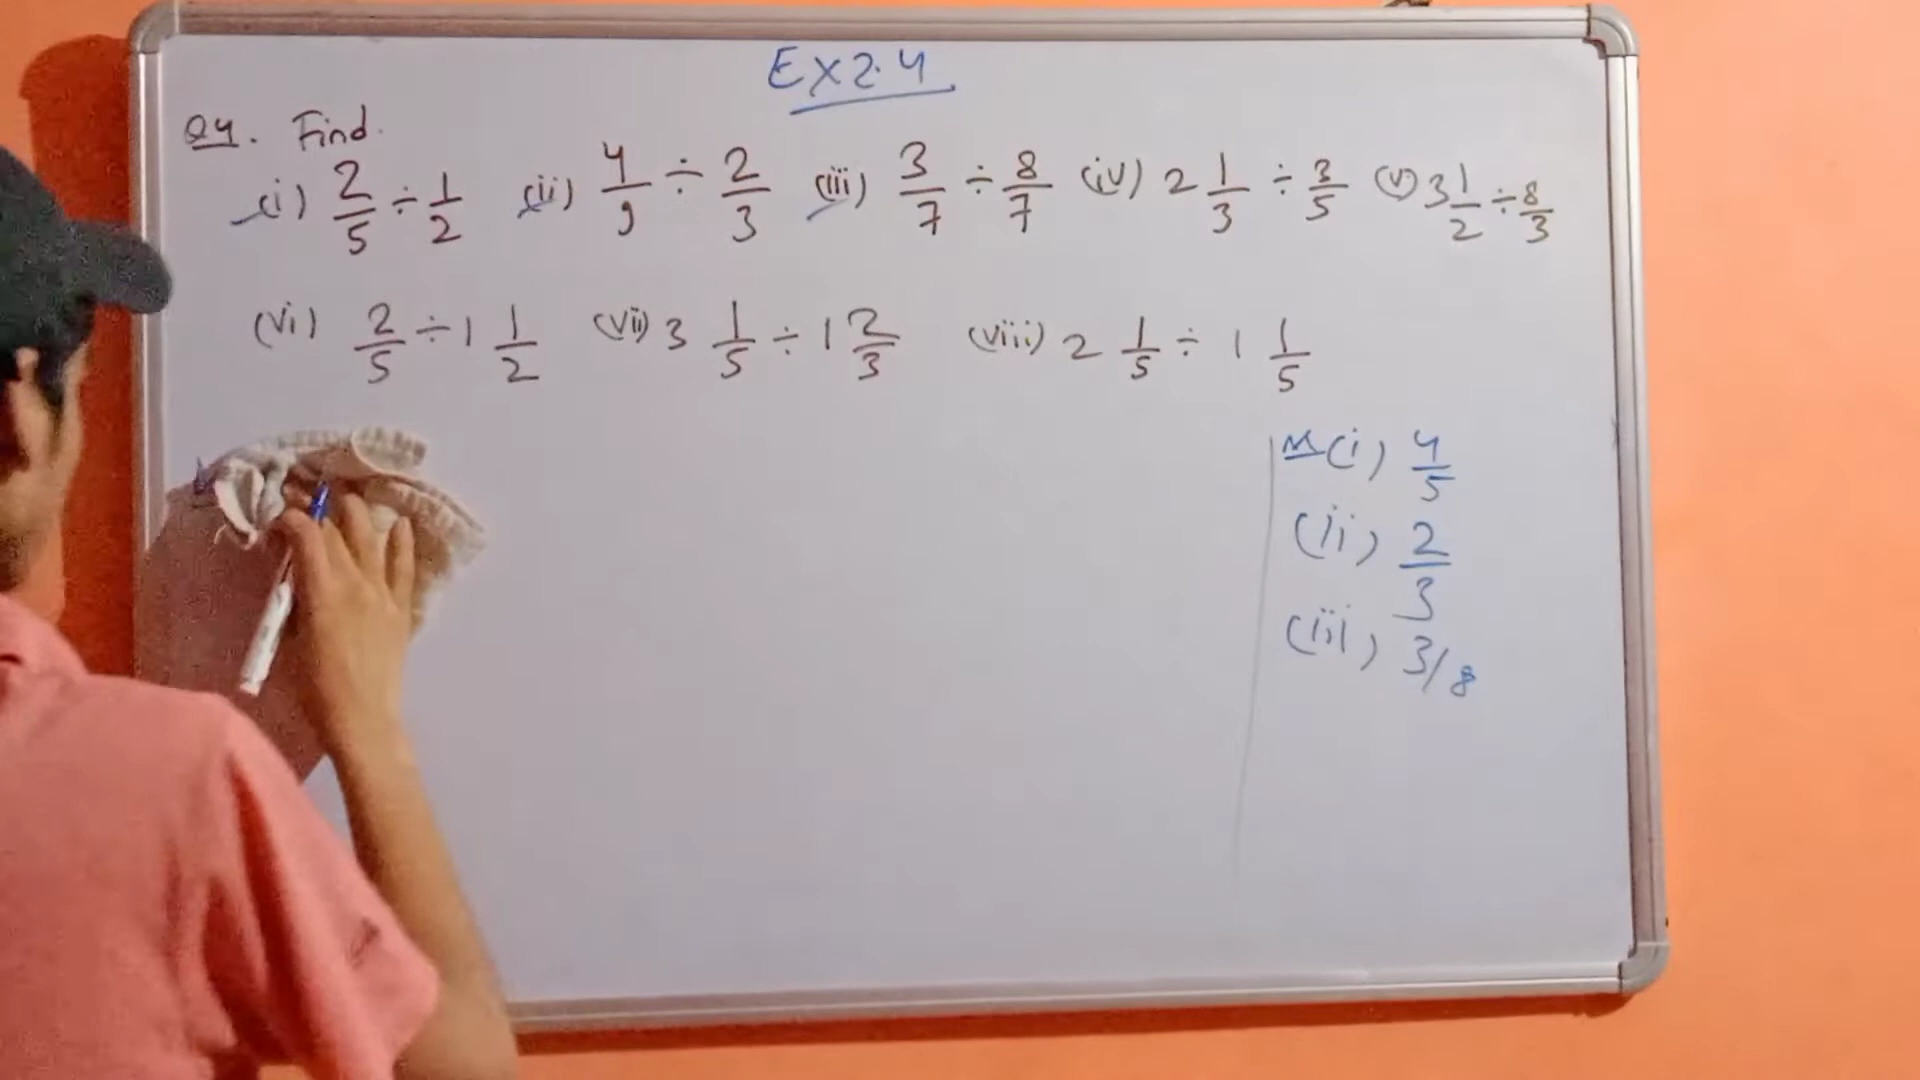 EX 2.4
Q4. Find.
(i) 2/5 ÷ 1/2 (ii) 4/9 ÷ 2/3 (iii) 3/7 ÷ 8/7 (iv) 2 1/3 ÷ 3/5 (v) 3 1/2 ÷ 8/3
(vi) 2/5 ÷ 1 1/2 (vii) 3 1/5 ÷ 1 2/3 (viii) 2 1/5 ÷ 1 1/5
(i) 4/5
(ii) 2/3
(iii) 3/8